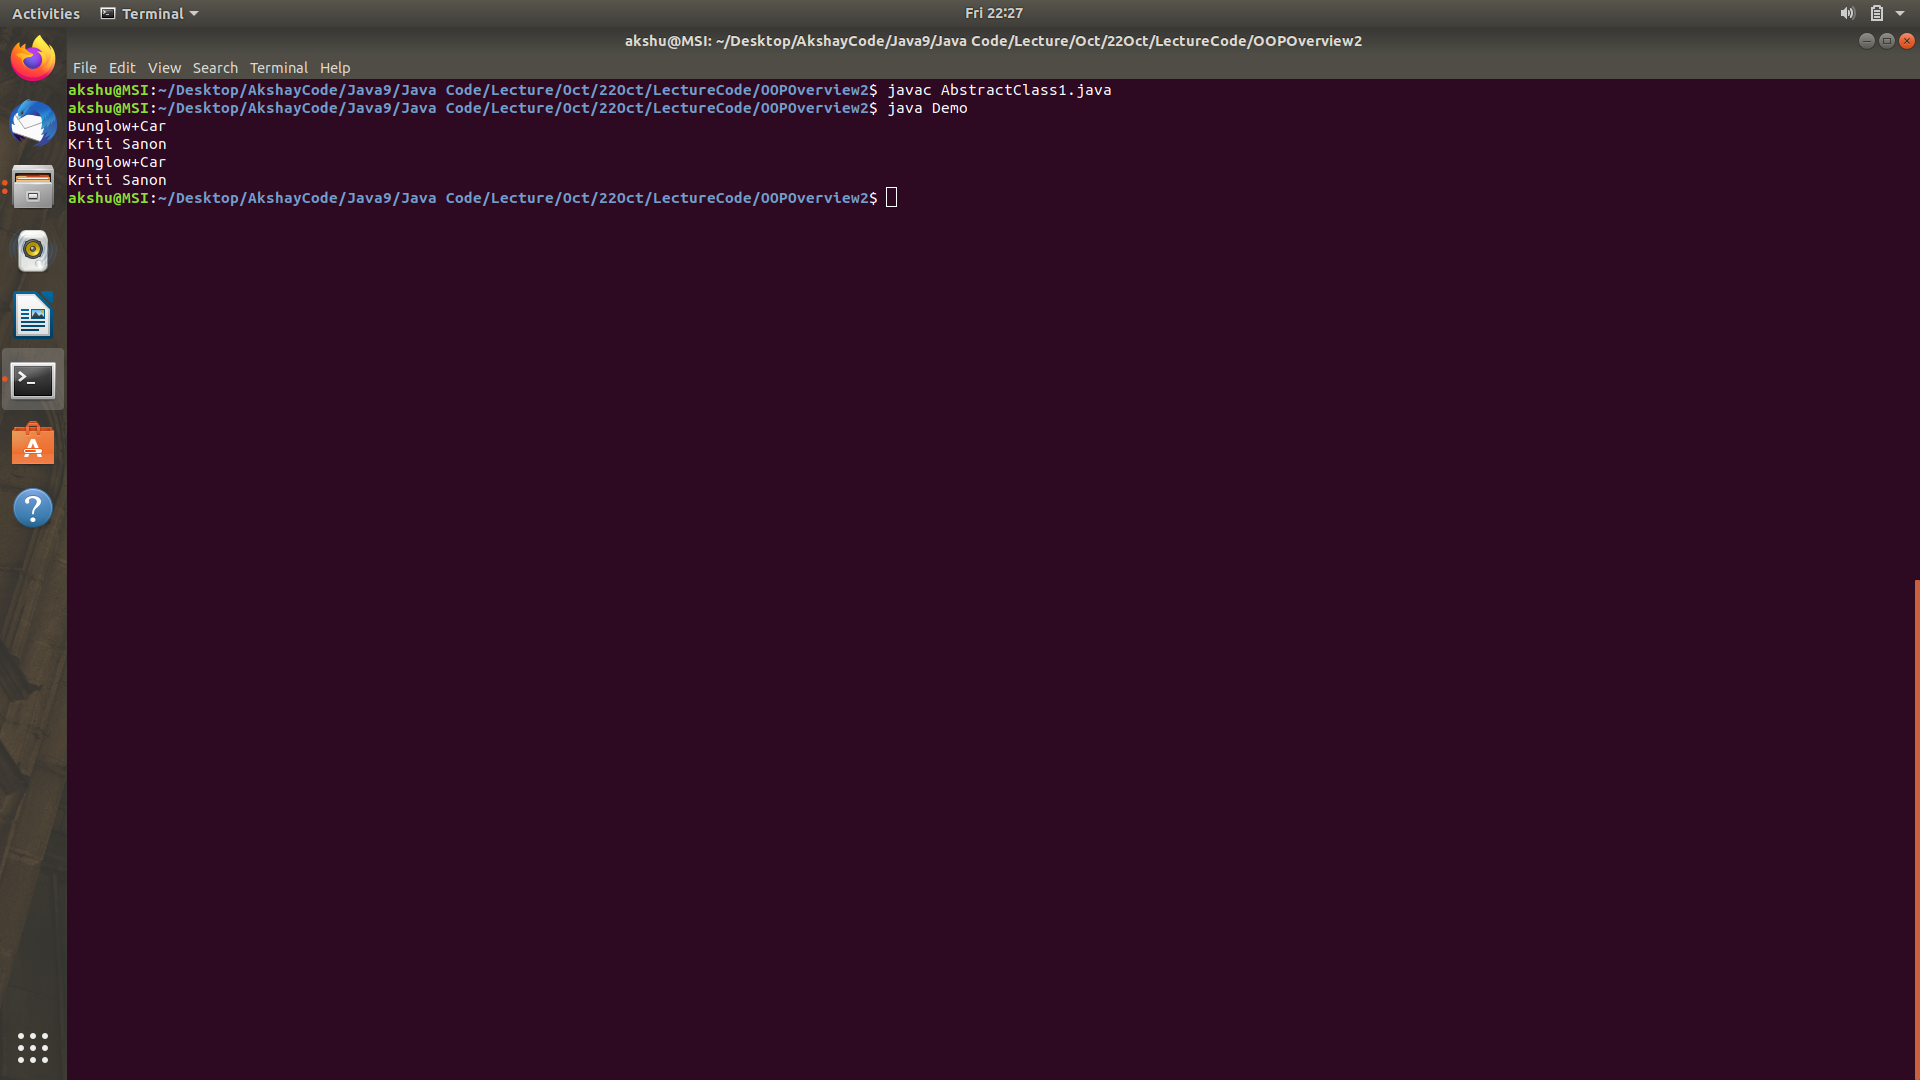 Activities Terminal Fri 22:27
akshu@MSI: ~/Desktop/AkshayCode/Java9/Java Code/Lecture/Oct/22Oct/LectureCode/OOPOverview2
File Edit View Search Terminal Help
akshu@MSI:~/Desktop/AkshayCode/Java9/Java Code/Lecture/Oct/22Oct/LectureCode/OOPOverview2$ javac AbstractClass1.java
akshu@MSI:~/Desktop/AkshayCode/Java9/Java Code/Lecture/Oct/22Oct/LectureCode/OOPOverview2$ java Demo
Bunglow+Car
Kriti Sanon
Bunglow+Car
Kriti Sanon
akshu@MSI:~/Desktop/AkshayCode/Java9/Java Code/Lecture/Oct/22Oct/LectureCode/OOPOverview2$